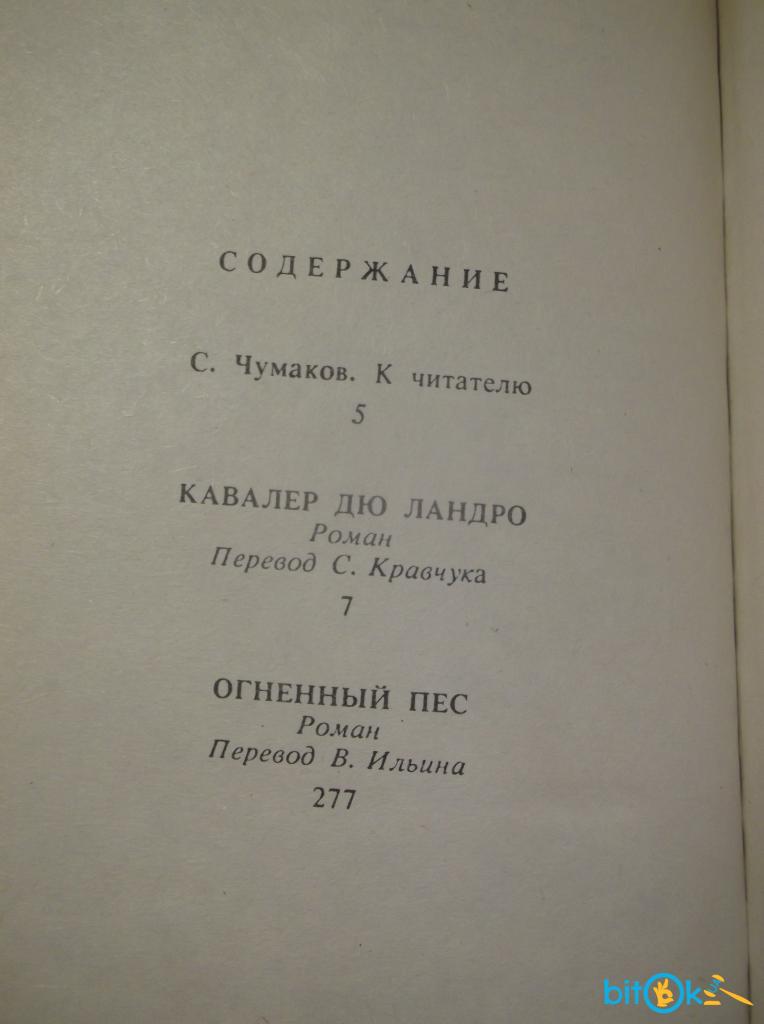 СОДЕРЖАНИЕ
С. Чумаков. К читателю
5
КАВАЛЕР ДЮ ЛАНДРО
Роман
Перевод С. Кравчука
7
ОГНЕННЫЙ ПЕС
Роман
Перевод В. Ильина
277
bitOk